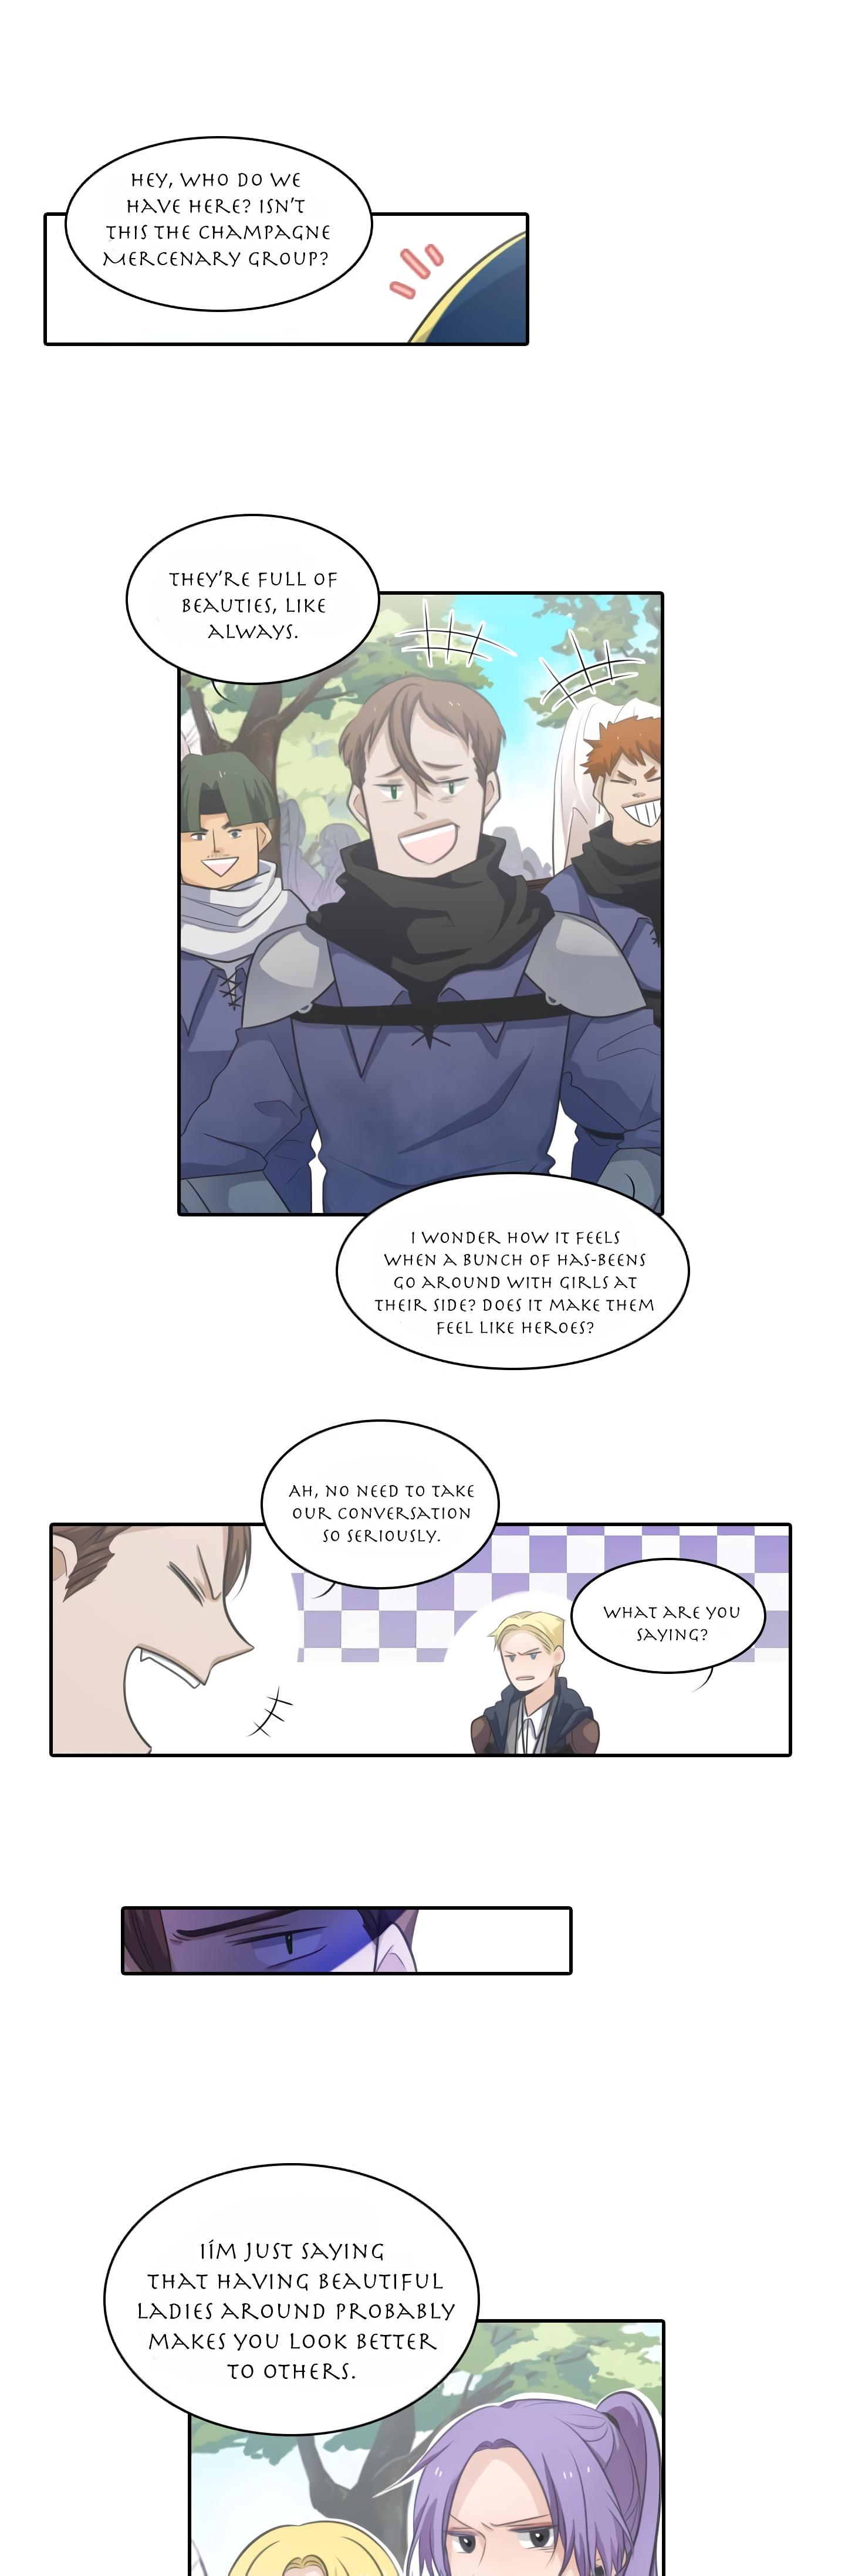 HEY, WHO DO WE
HAVE HERE? ISN'T
THIS THE CHAMPAGNE
MERCENARY GROUP?
THEY'RE FULL OF
BEAUTIES, LIKE
ALWAYS.
I WONDER HOW IT FEELS
WHEN A BUNCH OF HAS-BEENS
GO AROUND WITH GIRLS AT
THEIR SIDE? DOES IT MAKE THEM
FEEL LIKE HEROES?
AH, NO NEED TO TAKE
OUR CONVERSATION
SO SERIOUSLY.
WHAT ARE YOU
SAYING?
IÍM JUST SAYING
THAT HAVING BEAUTIFUL
LADIES AROUND PROBABLY
MAKES YOU LOOK BETTER
TO OTHERS.